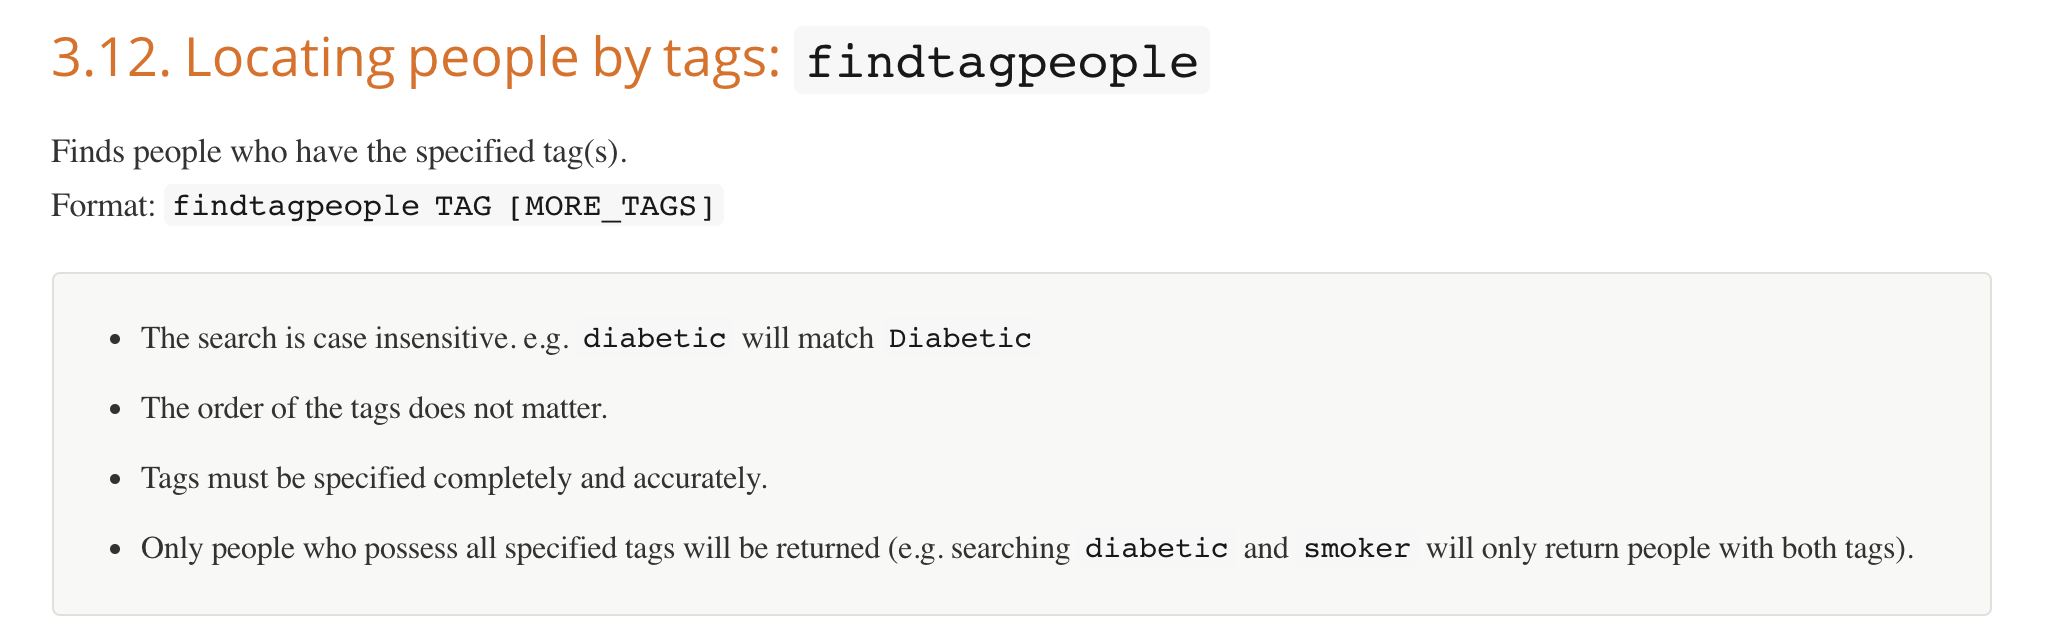 3.12. Locating people by tags: findtagpeople
Finds people who have the specified tag(s).
Format: findtagpeople TAG [MORE_TAGS]
• The search is case insensitive. e.g. diabetic will match Diabetic
• The order of the tags does not matter.
• Tags must be specified completely and accurately.
• Only people who possess all specified tags will be returned (e.g. searching diabetic and smoker will only return people with both tags).